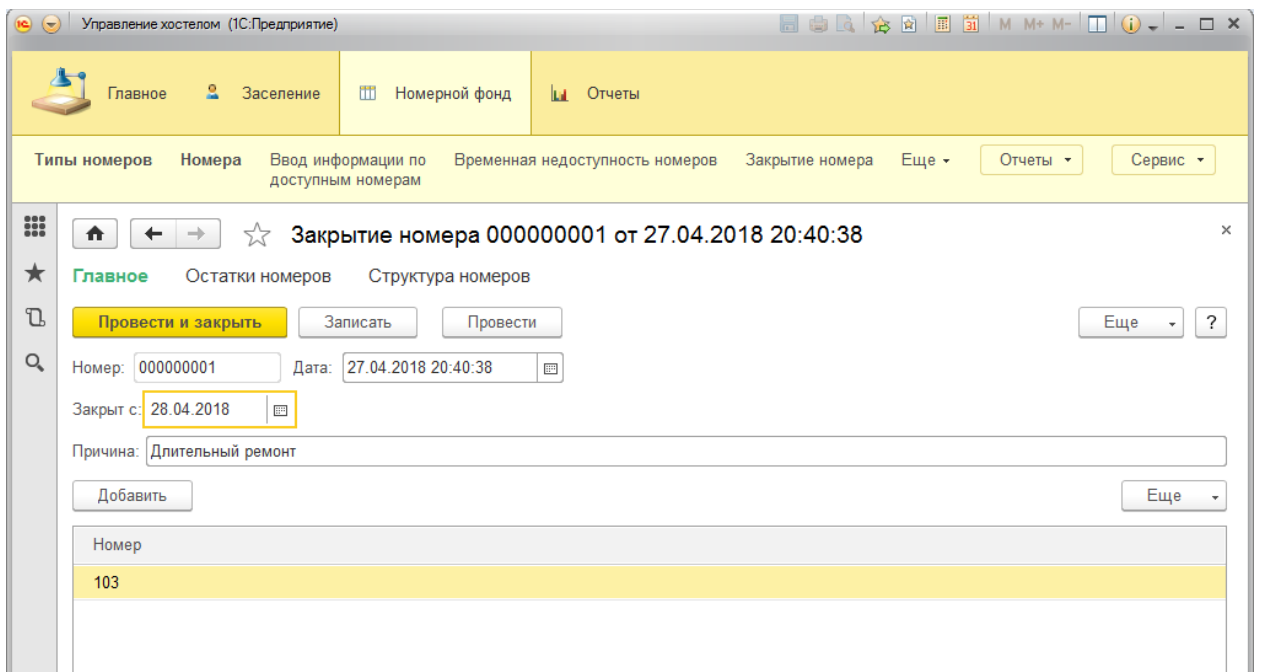 1С Управление хостелом (1С:Предприятие) 31 M M+ M- i
Главное Заселение Номерной фонд Отчеты
Типы номеров Номера Ввод информации по доступным номерам Временная недоступность номеров Закрытие номера Еще Отчеты Сервис
Закрытие номера 000000001 от 27.04.2018 20:40:38
Главное Остатки номеров Структура номеров
Провести и закрыть Записать Провести Еще ?
Номер: 000000001 Дата: 27.04.2018 20:40:38
Закрыт с: 28.04.2018
Причина: Длительный ремонт
Добавить Еще
Номер
103